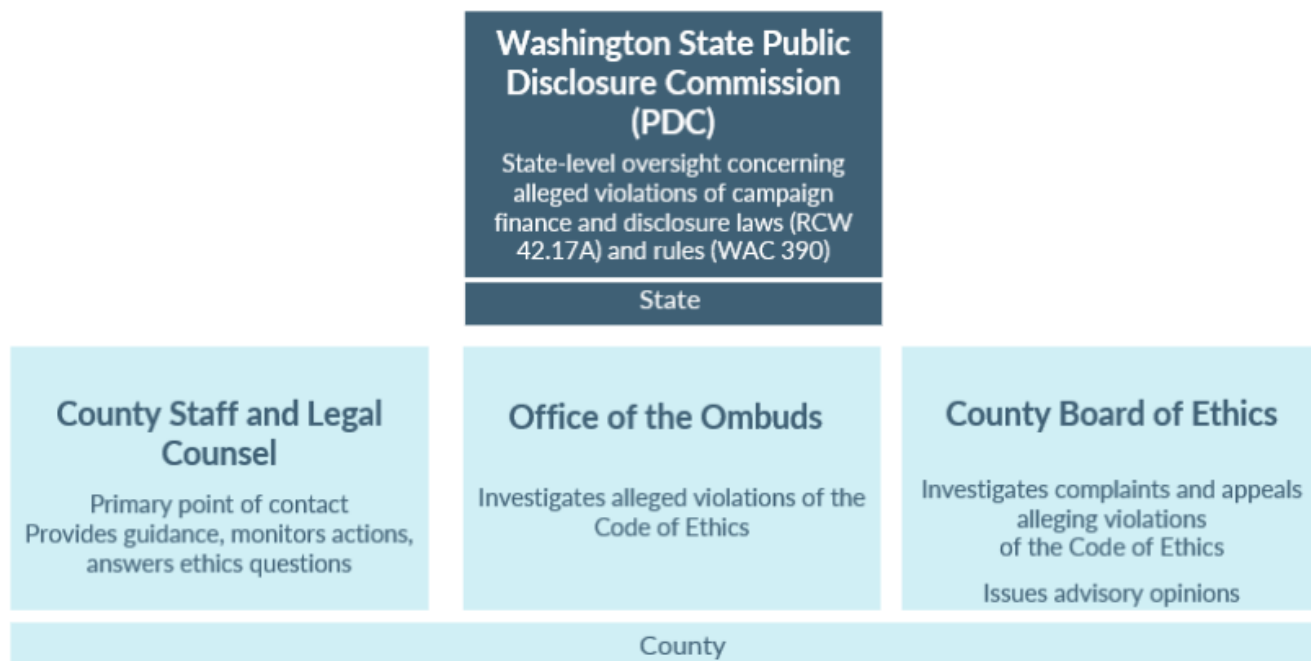 Washington State Public
Disclosure Commission
(PDC)
State-level oversight concerning
alleged violations of campaign
finance and disclosure laws (RCW
42.17A) and rules (WAC 390)
State
County Staff and Legal
Counsel
Primary point of contact
Provides guidance, monitors actions,
answers ethics questions
Office of the Ombuds
Investigates alleged violations of the
Code of Ethics
County Board of Ethics
Investigates complaints and appeals
alleging violations
of the Code of Ethics
Issues advisory opinions
County